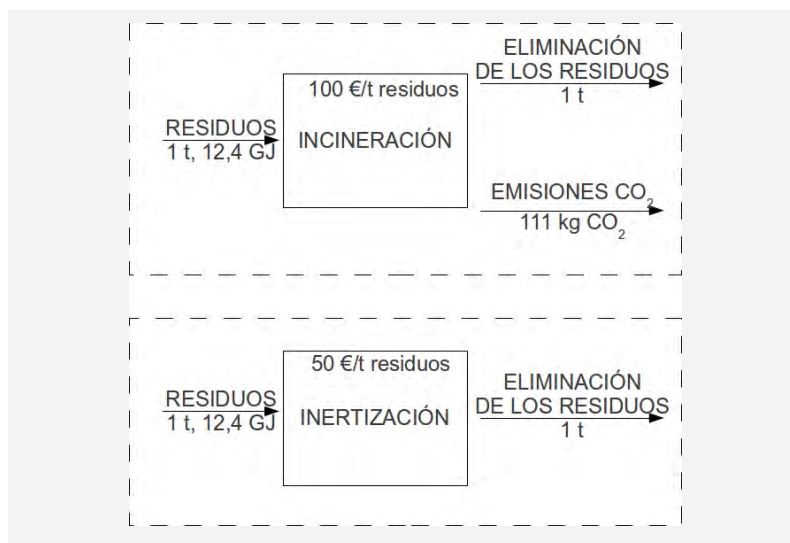 ELIMINACIÓN
DE LOS RESIDUOS
1 t
100 €/t residuos
RESIDUOS
1 t, 12,4 GJ
INCINERACIÓN
EMISIONES CO₂
111 kg CO₂
50 €/t residuos
ELIMINACIÓN
DE LOS RESIDUOS
1 t
RESIDUOS
1 t, 12,4 GJ
INERTIZACIÓN